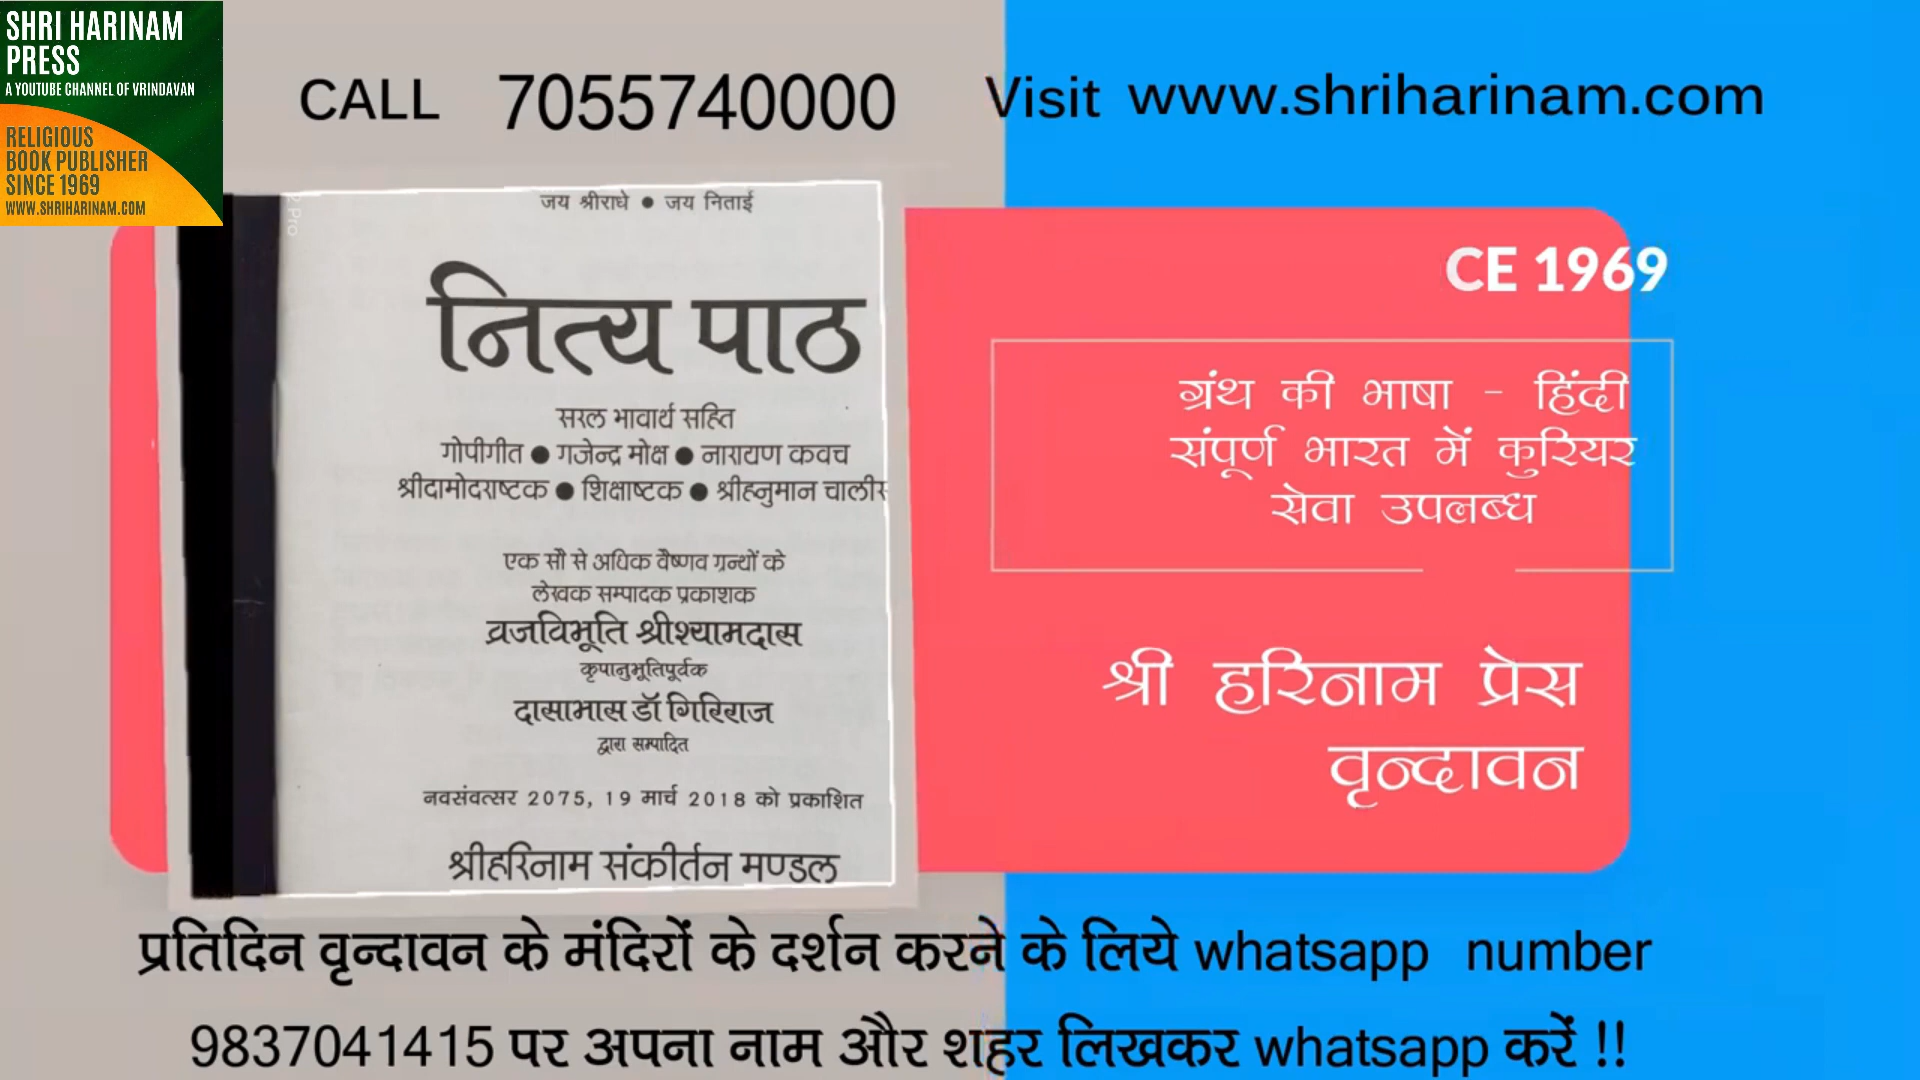 SHRI HARINAM
PRESS
A YOUTUBE CHANNEL OF VRINDAVAN
RELIGIOUS
BOOK PUBLISHER
SINCE 1969
WWW.SHRIHARINAM.COM
CALL 7055740000 Visit www.shriharinam.com
जय श्रीराधे ● जय निताई
नित्य पाठ
सरल भावार्थ सहित
गोपीगीत ● गजेन्द्र मोक्ष ● नारायण कवच
श्रीदामोदराष्टक ● शिक्षाष्टक ● श्रीहनुमान
एक सौ से अधिक वैष्णव ग्रन्थों के
लेखक सम्पादक प्रकाशक
व्रजविभूति श्रीश्यामदास
कृपानुभूतिपूर्वक
दासाभास डॉ गिरिराज
द्वारा सम्पादित
नवसंवत्सर 2075, 19 मार्च 2018 को प्रकाशित
श्रीहरिनाम संकीर्तन मण्डल
CE 1969
ग्रंथ की भाषा - हिंदी
संपूर्ण भारत में कुरियर
सेवा उपलब्ध
श्री हरिनाम प्रेस
वृन्दावन
प्रतिदिन वृन्दावन के मंदिरों के दर्शन करने के लिये whatsapp number
9837041415 पर अपना नाम और शहर लिखकर whatsapp करें !!